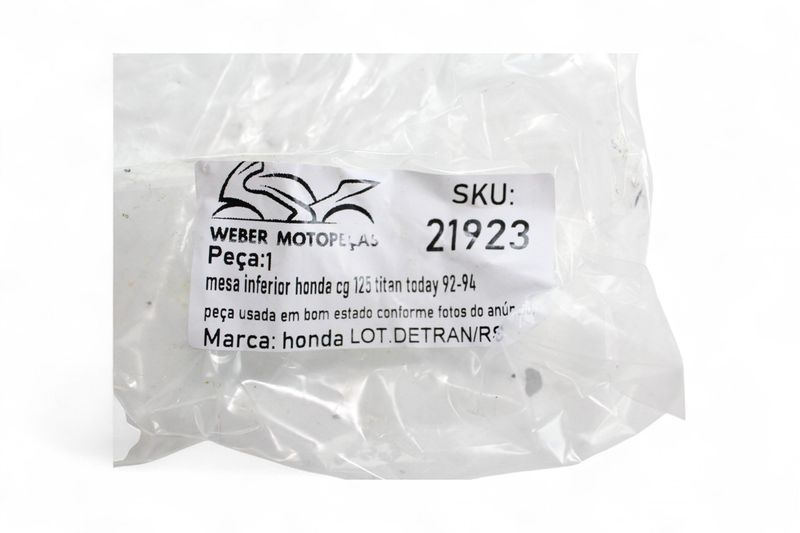 WEBER MOTOPEÇAS
SKU:
21923
Peça:1
mesa inferior honda cg 125 titan today 92-94
peça usada em bom estado conforme fotos do
Marca: honda LOT.DETRAN/RS